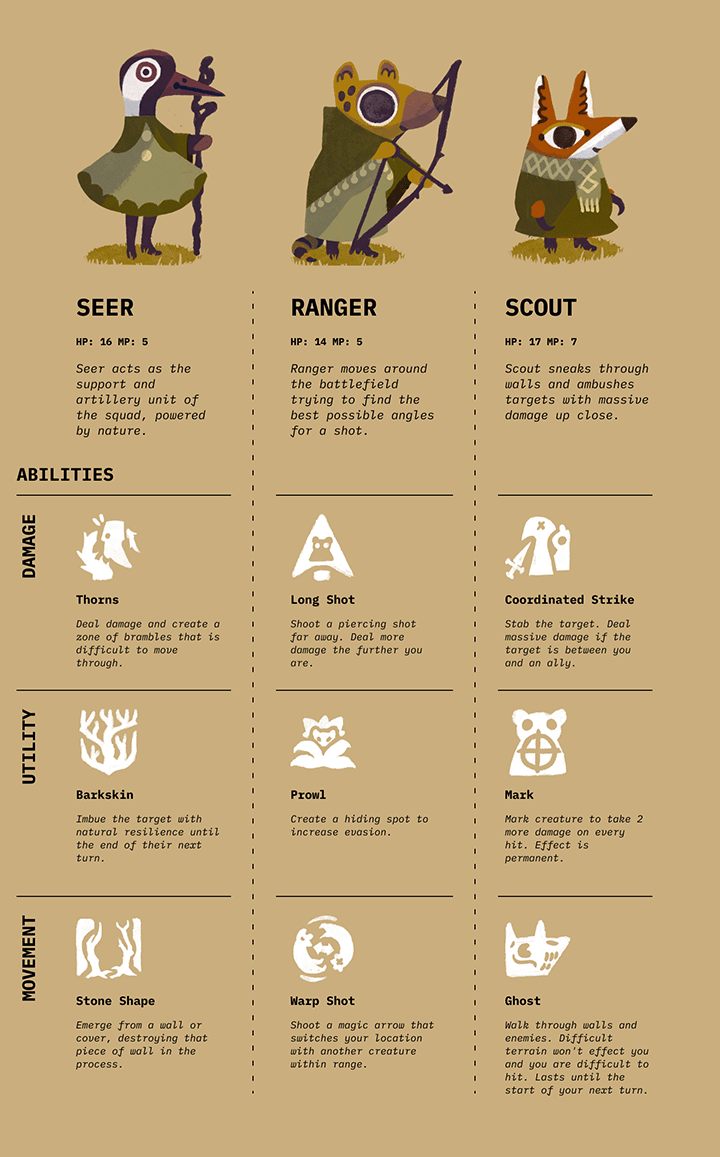 SEER
HP: 16 MP: 5
Seer acts as the
support and
artillery unit of
the squad, powered
by nature.
RANGER
HP: 14 MP: 5
Ranger moves around
the battlefield
trying to find the
best possible angles
for a shot.
SCOUT
HP: 17 MP: 7
Scout sneaks through
walls and ambushes
targets with massive
damage up close.
ABILITIES
DAMAGE
Thorns
Deal damage and create a
zone of brambles that is
difficult to move
through.
Long Shot
Shoot a piercing shot
far away. Deal more
damage the further you
are.
Coordinated Strike
Stab the target. Deal
massive damage if the
target is between you
and an ally.
UTILITY
Barkskin
Imbue the target with
natural resilience until
the end of their next
turn.
Prowl
Create a hiding spot to
increase evasion.
Mark
Mark creature to take 2
more damage on every
hit. Effect is
permanent.
MOVEMENT
Stone Shape
Emerge from a wall or
cover, destroying that
piece of wall in the
process.
Warp Shot
Shoot a magic arrow that
switches your location
with another creature
within range.
Ghost
Walk through walls and
enemies. Difficult
terrain won't effect you
and you are difficult to
hit. Lasts until the
start of your next turn.